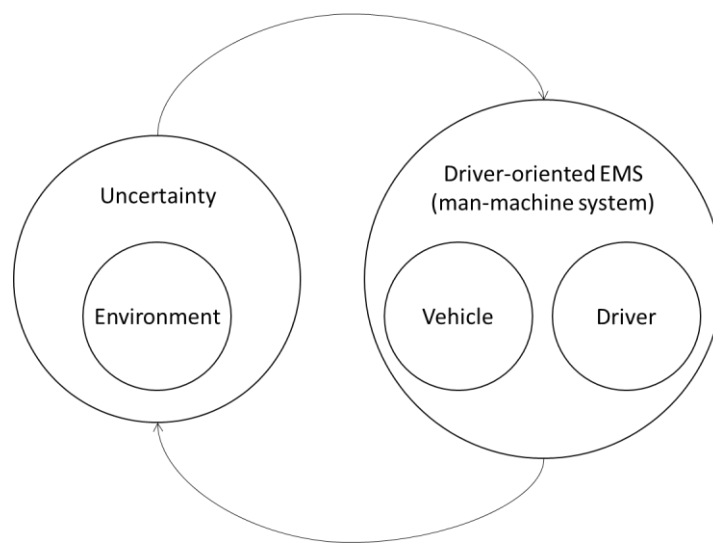 Uncertainty
Environment
Driver-oriented EMS
(man-machine system)
Vehicle
Driver